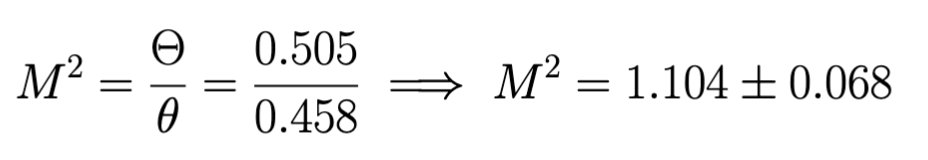 M² = Θ/θ = 0.505/0.458 ⟹ M² = 1.104 ± 0.068